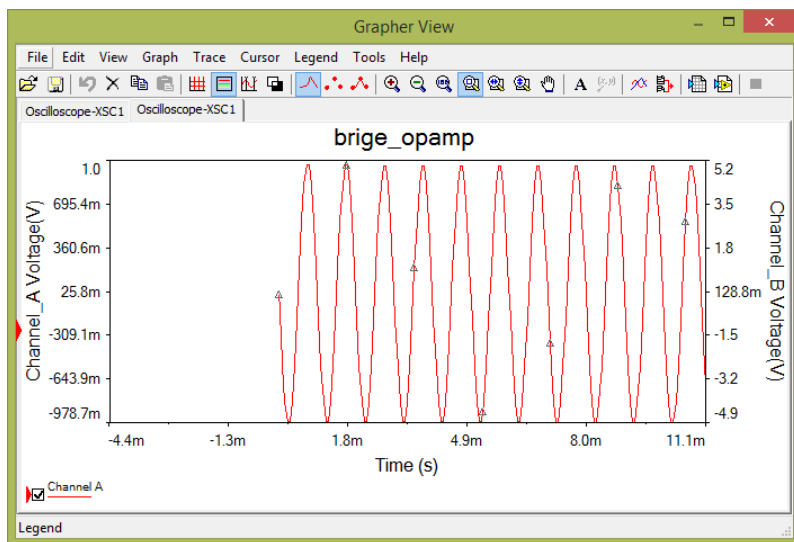 Grapher View
File Edit View Graph Trace Cursor Legend Tools Help
A (x,y)
Oscilloscope-XSC1 Oscilloscope-XSC1
brige_opamp
Channel_A Voltage(V)
1.0
695.4m
360.6m
25.8m
-309.1m
-643.9m
-978.7m
5.2
3.5
1.8
128.8m
-1.5
-3.2
-4.9
Channel_B Voltage(V)
-4.4m -1.3m 1.8m 4.9m 8.0m 11.1m
Time (s)
Channel A
Legend